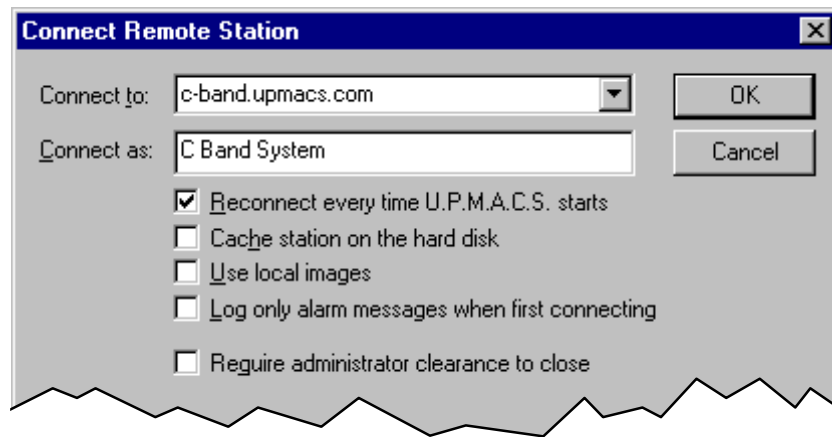 Connect Remote Station
Connect to: c-band.upmacs.com OK
Connect as: C Band System Cancel
Reconnect every time U.P.M.A.C.S. starts
Cache station on the hard disk
Use local images
Log only alarm messages when first connecting
Require administrator clearance to close